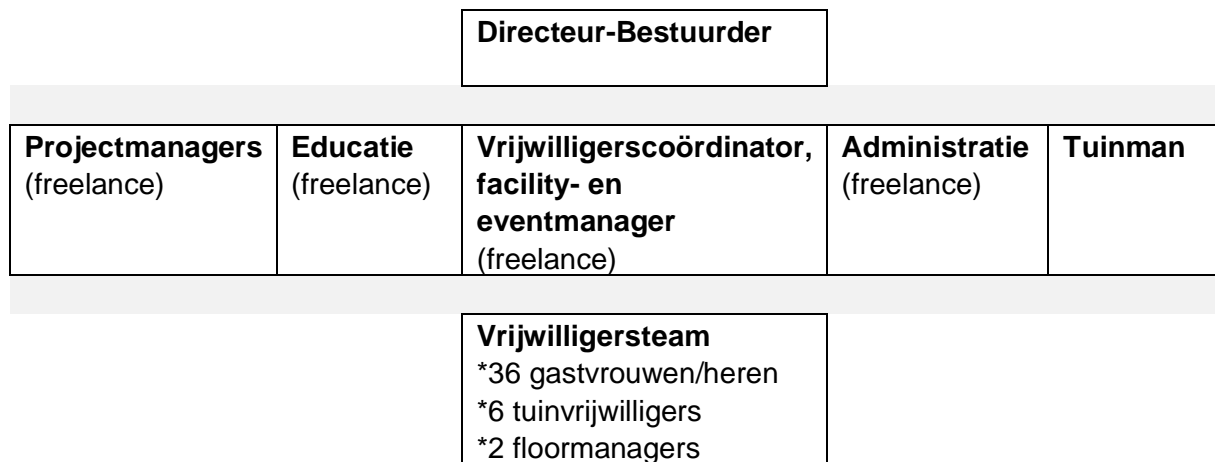 Directeur-Bestuurder
Projectmanagers
(freelance)
Educatie
(freelance)
Vrijwilligerscoördinator,
facility- en
eventmanager
(freelance)
Administratie
(freelance)
Tuinman
Vrijwilligersteam
*36 gastvrouwen/heren
*6 tuinvrijwilligers
*2 floormanagers